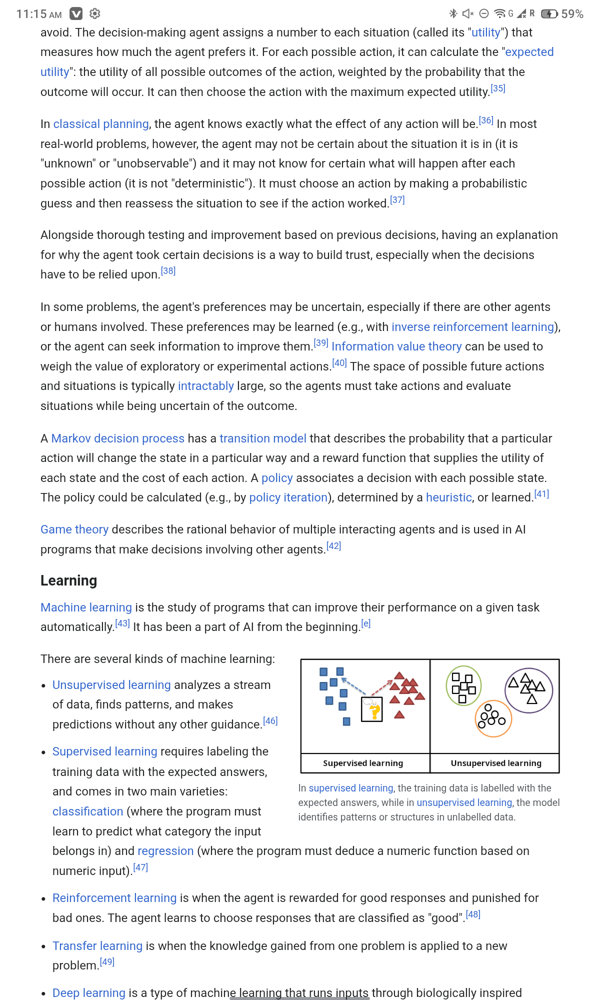 11:15 AM
G R 59%
avoid. The decision-making agent assigns a number to each situation (called its "utility") that
measures how much the agent prefers it. For each possible action, it can calculate the "expected
utility": the utility of all possible outcomes of the action, weighted by the probability that the
outcome will occur. It can then choose the action with the maximum expected utility.[35]
In classical planning, the agent knows exactly what the effect of any action will be.[36] In most
real-world problems, however, the agent may not be certain about the situation it is in (it is
"unknown" or "unobservable") and it may not know for certain what will happen after each
possible action (it is not "deterministic"). It must choose an action by making a probabilistic
guess and then reassess the situation to see if the action worked.[37]
Alongside thorough testing and improvement based on previous decisions, having an explanation
for why the agent took certain decisions is a way to build trust, especially when the decisions
have to be relied upon.[38]
In some problems, the agent's preferences may be uncertain, especially if there are other agents
or humans involved. These preferences may be learned (e.g., with inverse reinforcement learning),
or the agent can seek information to improve them.[39] Information value theory can be used to
weigh the value of exploratory or experimental actions.[40] The space of possible future actions
and situations is typically intractably large, so the agents must take actions and evaluate
situations while being uncertain of the outcome.
A Markov decision process has a transition model that describes the probability that a particular
action will change the state in a particular way and a reward function that supplies the utility of
each state and the cost of each action. A policy associates a decision with each possible state.
The policy could be calculated (e.g., by policy iteration), determined by a heuristic, or learned.[41]
Game theory describes the rational behavior of multiple interacting agents and is used in AI
programs that make decisions involving other agents.[42]
Learning
Machine learning is the study of programs that can improve their performance on a given task
automatically.[43] It has been a part of AI from the beginning.[e]
There are several kinds of machine learning:
• Unsupervised learning analyzes a stream
of data, finds patterns, and makes
predictions without any other guidance.[46]
• Supervised learning requires labeling the
training data with the expected answers,
and comes in two main varieties:
classification (where the program must
learn to predict what category the input
belongs in) and regression (where the program must deduce a numeric function based on
numeric input).[47]
Supervised learning
Unsupervised learning
In supervised learning, the training data is labelled with the
expected answers, while in unsupervised learning, the model
identifies patterns or structures in unlabelled data.
• Reinforcement learning is when the agent is rewarded for good responses and punished for
bad ones. The agent learns to choose responses that are classified as "good".[48]
• Transfer learning is when the knowledge gained from one problem is applied to a new
problem.[49]
• Deep learning is a type of machine learning that runs inputs through biologically inspired